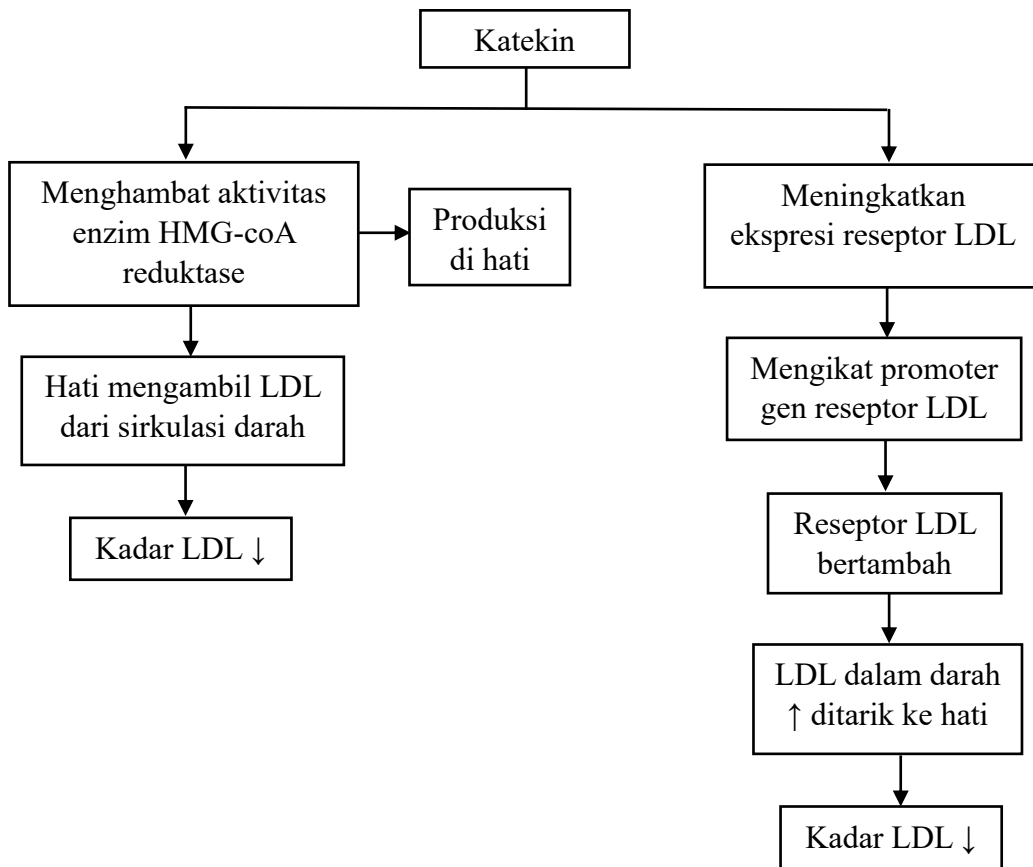 Katekin
Menghambat aktivitas
enzim HMG-coA
reduktase
Produksi
di hati
Hati mengambil LDL
dari sirkulasi darah
Kadar LDL ↓
Meningkatkan
ekspresi reseptor LDL
Mengikat promoter
gen reseptor LDL
Reseptor LDL
bertambah
LDL dalam darah
↑ ditarik ke hati
Kadar LDL ↓